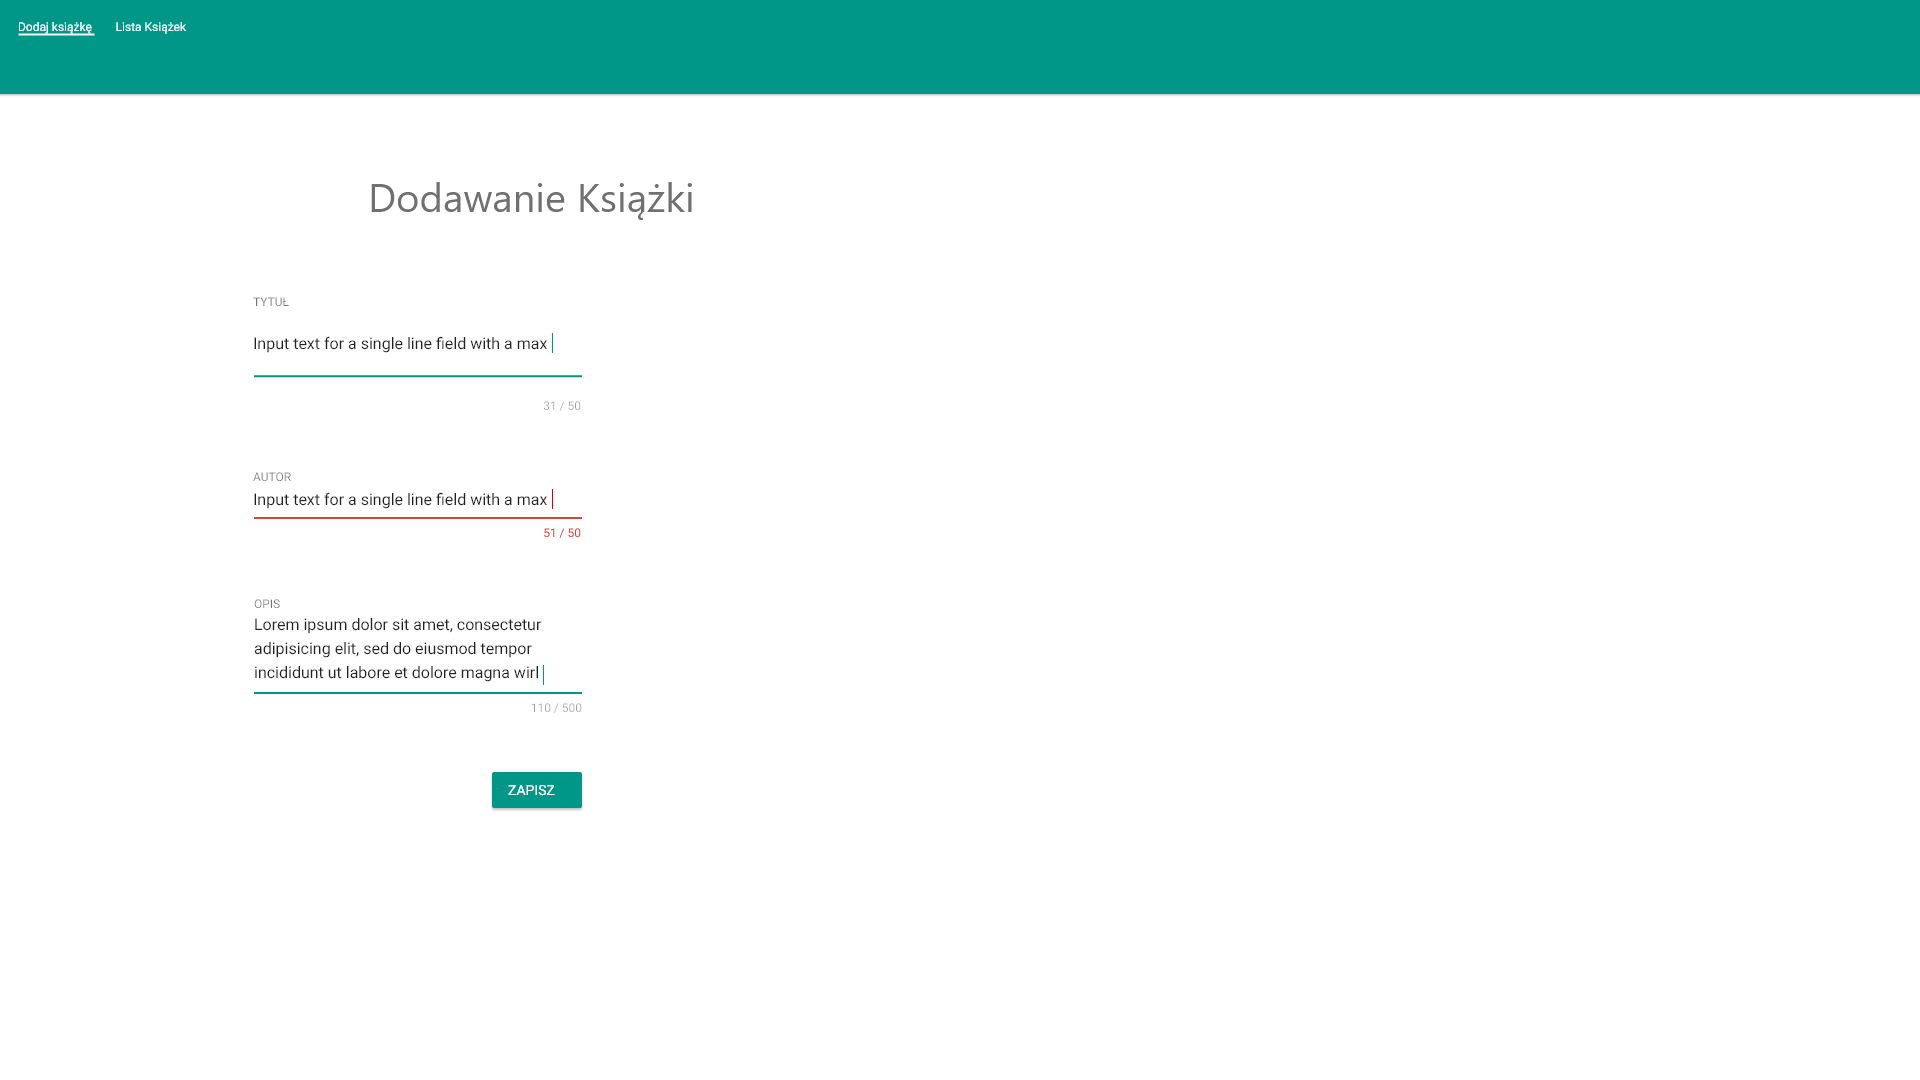 Dodaj książkę Lista Książek
Dodawanie Książki
TYTUŁ
Input text for a single line field with a max
31 / 50
AUTOR
Input text for a single line field with a max
51 / 50
OPIS
Lorem ipsum dolor sit amet, consectetur
adipisicing elit, sed do eiusmod tempor
incididunt ut labore et dolore magna wirl
110 / 500
ZAPISZ